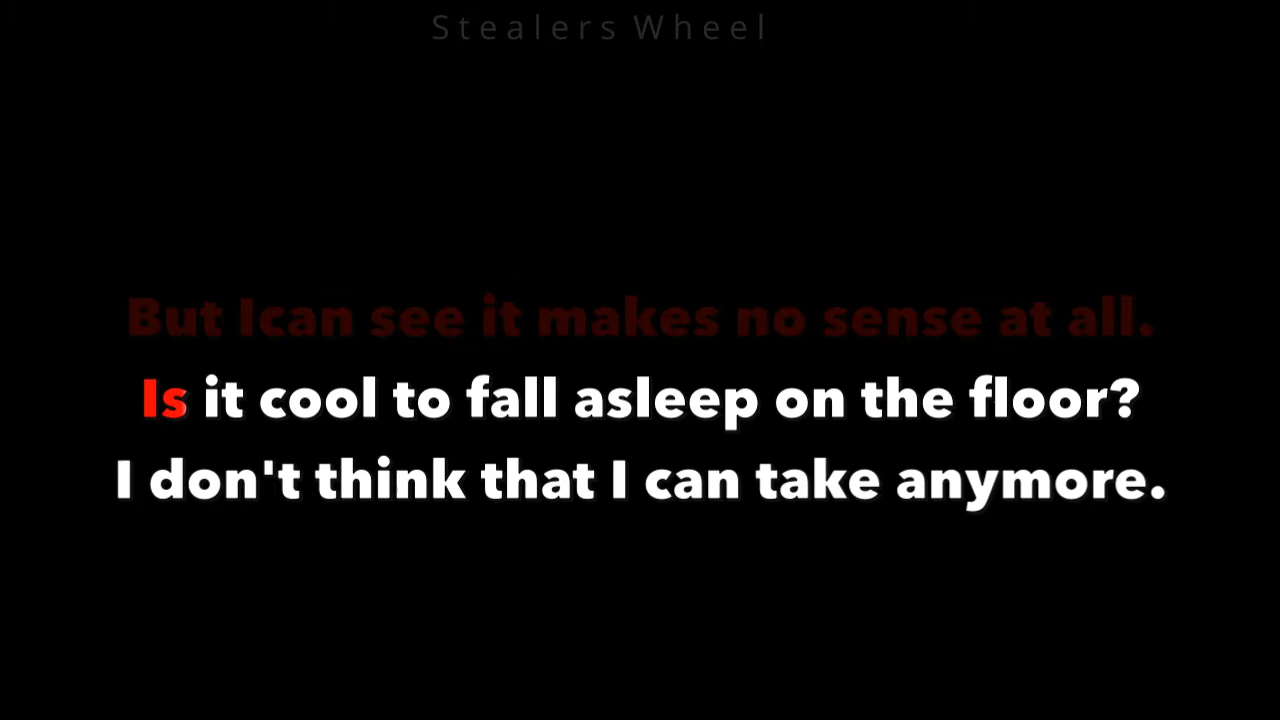 Stealers Wheel
But Ican see it makes no sense at all.
Is it cool to fall asleep on the floor?
I don't think that I can take anymore.